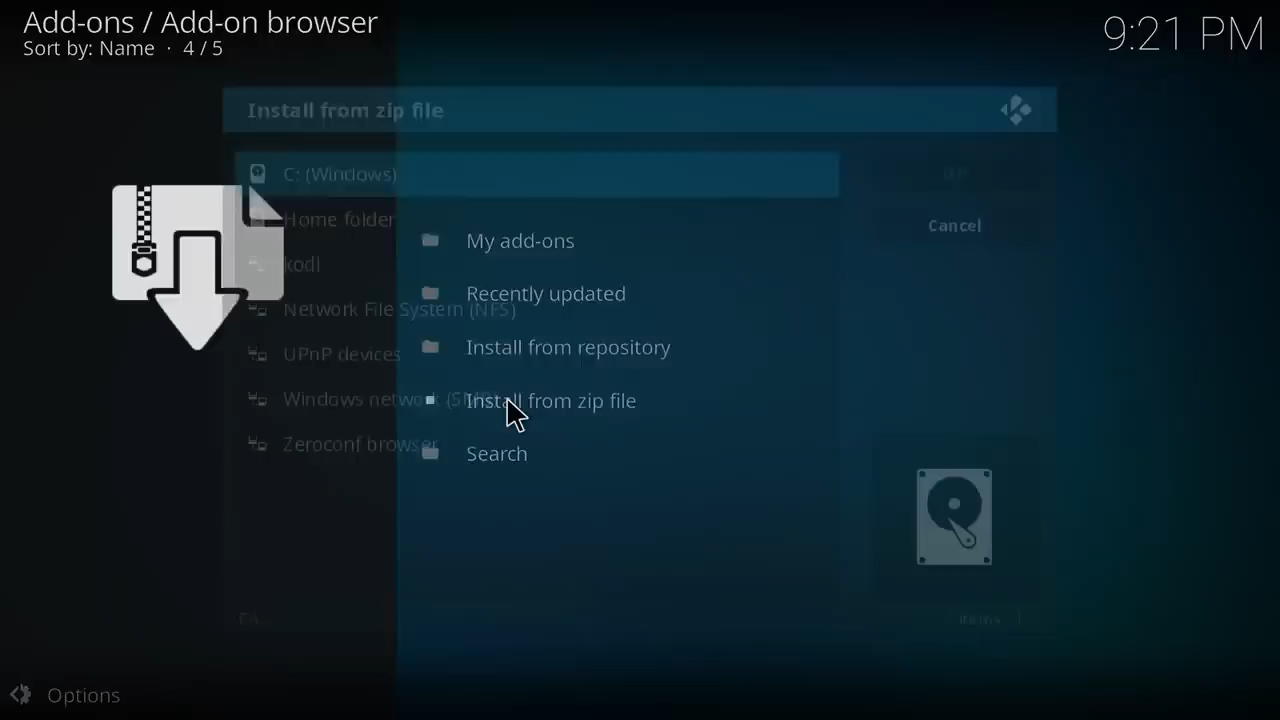 Add-ons / Add-on browser
Sort by: Name · 4 / 5
9:21 PM
Install from zip file
C: (Windows)
Home folder
kodi
Network File System (NFS)
UPnP devices
Windows network
Zeroconf browser
Cancel
My add-ons
Recently updated
Install from repository
Install from zip file
Search
Options